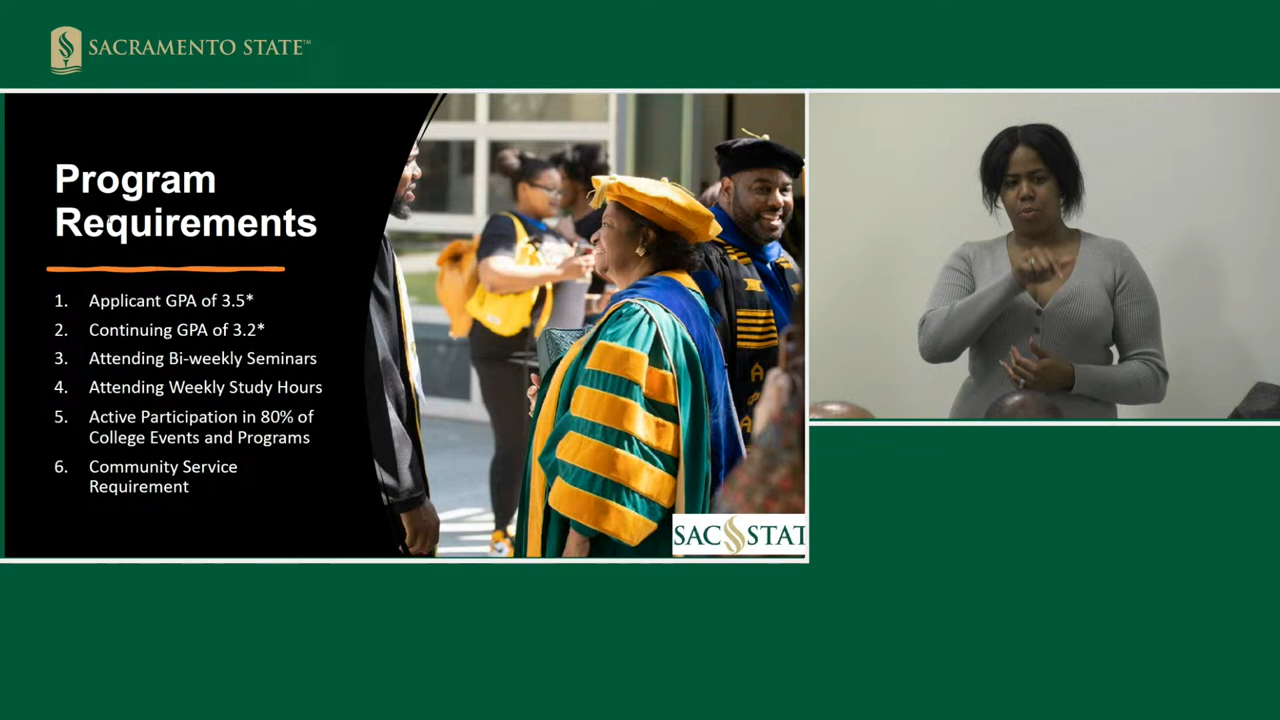 SACRAMENTO STATE™
Program
Requirements
1. Applicant GPA of 3.5*
2. Continuing GPA of 3.2*
3. Attending Bi-weekly Seminars
4. Attending Weekly Study Hours
5. Active Participation in 80% of
College Events and Programs
6. Community Service
Requirement
SAC STAT